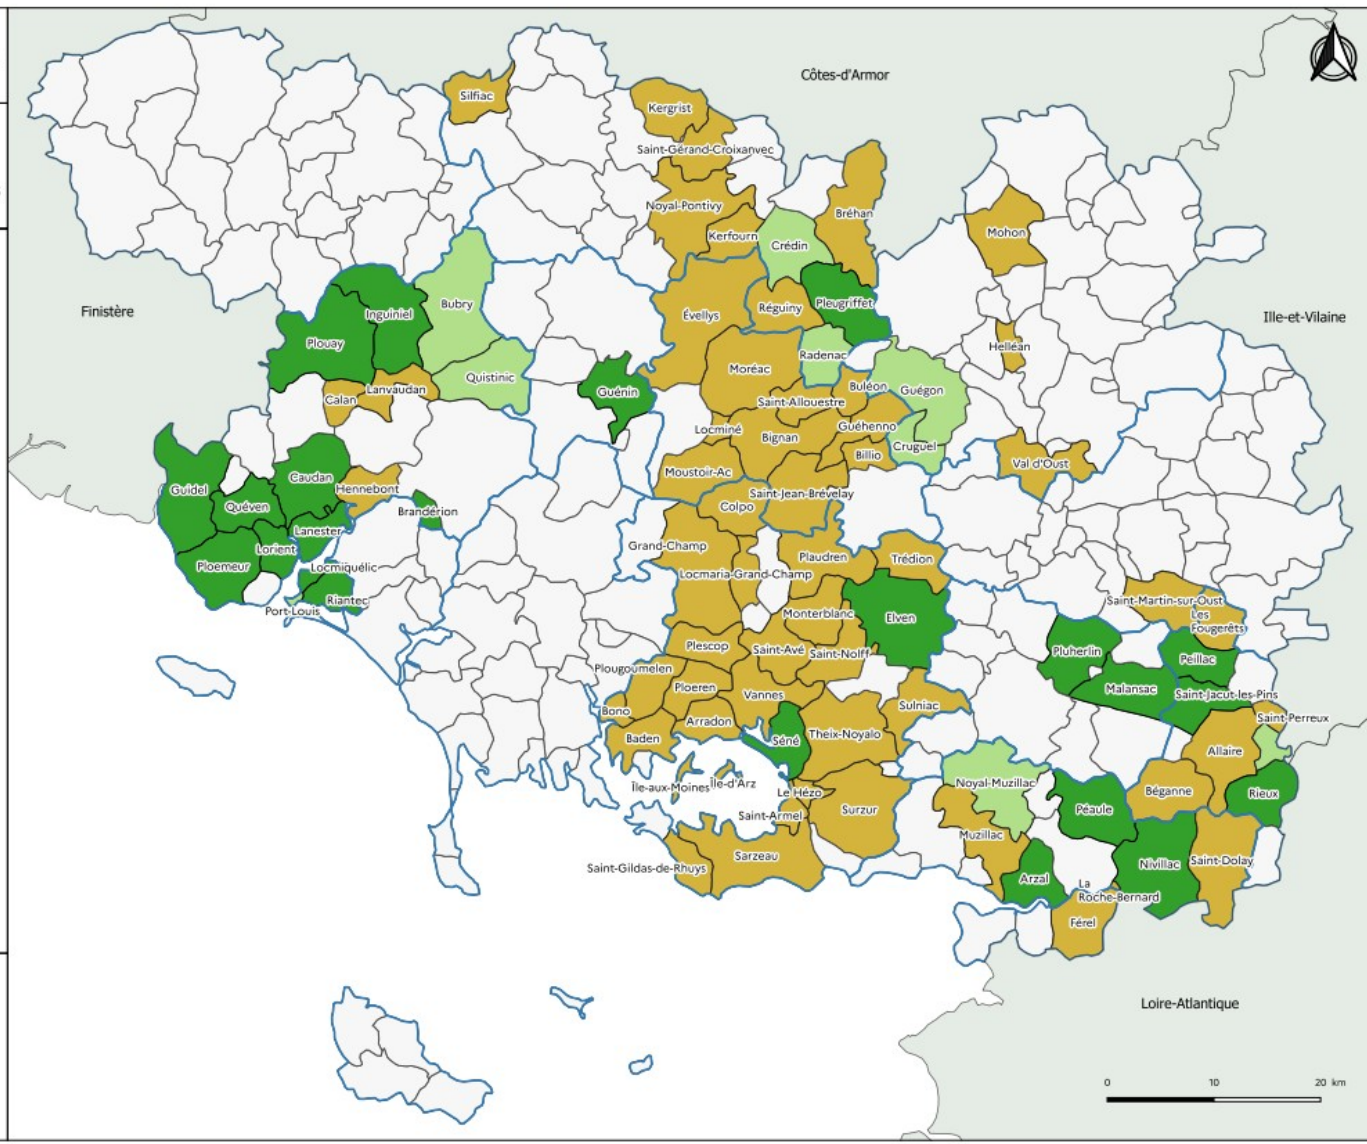 Côtes-d'Armor
Silfiac
Kergrist
Saint-Gérand-Croixanvec
Noyal-Pontivy
Bréhan
Mohon
Kerfourn
Crédin
Finistère
Bubry
Inguiniel
Pleugriffet
Réguiny
Évellys
Ille-et-Vilaine
Plouay
Helléan
Radenac
Moréac
Quistinic
Buléon
Guégon
Lanvaudan
Guénin
Calan
Saint-Allouestre
Guéhenno
Locminé
Bignan
Cruguel
Billio
Val d'Oust
Moustoir-Ac
Caudan
Guidel
Hennebont
Saint-Jean-Brévelay
Quéven
Colpo
Brandérion
Lanester
Grand-Champ
Lorient
Plaudren
Trédion
Ploemeur
Locmiquélic
Locmaria-Grand-Champ
Riantec
Saint-Martin-sur-Oust
Port-Louis
Monterblanc
Elven
Les
Fougerêts
Plescop
Saint-Avé
Saint-Nolff
Pluherlin
Peillac
Plougoumelen
Ploeren
Vannes
Malansac
Saint-Jacut-les-Pins
Sulniac
Bono
Arradon
Saint-Perreux
Baden
Séné
Theix-Noyalo
Allaire
Île-aux-Moines
Île-d'Arz
Noyal-Muzillac
Le Hézo
Béganne
Rieux
Saint-Armel
Surzur
Péaule
Muzillac
Sarzeau
Saint-Gildas-de-Rhuys
Nivillac
Saint-Dolay
Arzal
La
Roche-Bernard
Férel
Loire-Atlantique
0 10 20 km